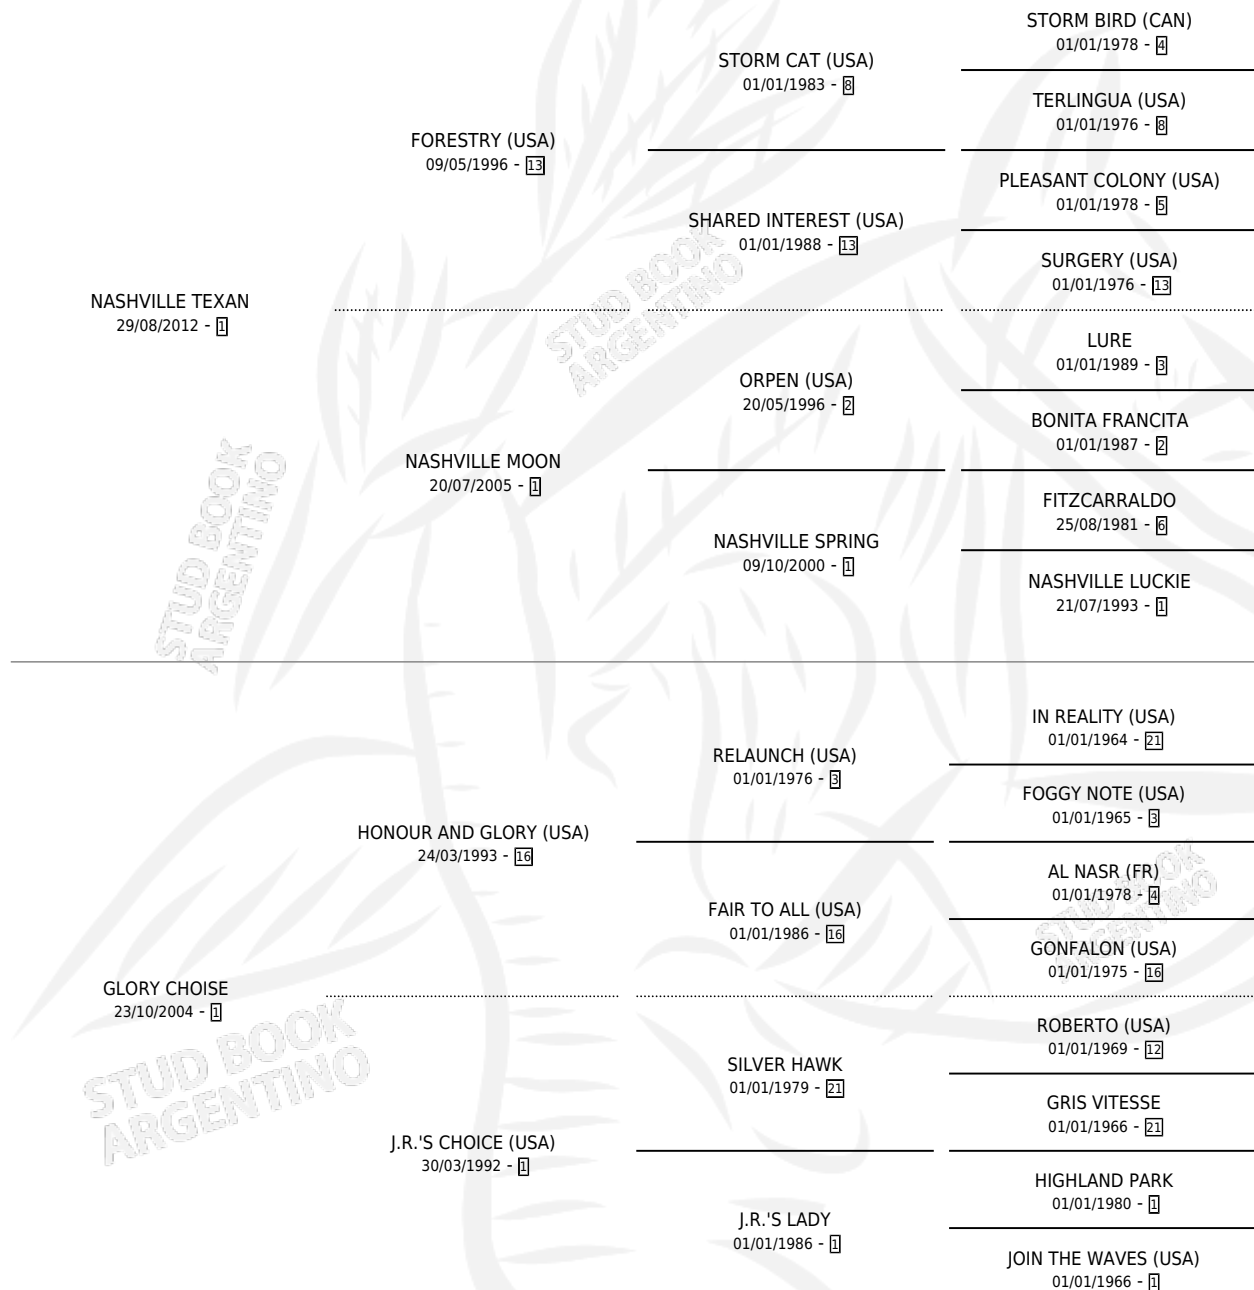 STORM BIRD (CAN)
01/01/1978 - 4
STORM CAT (USA)
01/01/1983 - 8
TERLINGUA (USA)
01/01/1976 - 8
FORESTRY (USA)
09/05/1996 - 13
PLEASANT COLONY (USA)
01/01/1978 - 5
SHARED INTEREST (USA)
01/01/1988 - 13
SURGERY (USA)
01/01/1976 - 13
NASHVILLE TEXAN
29/08/2012 - 1
STUD BOOK
ARGENTINO
LURE
01/01/1989 - 3
ORPEN (USA)
20/05/1996 - 2
BONITA FRANCITA
01/01/1987 - 2
NASHVILLE MOON
20/07/2005 - 1
FITZCARRALDO
25/08/1981 - 6
NASHVILLE SPRING
09/10/2000 - 1
NASHVILLE LUCKIE
21/07/1993 - 1
STUD BOOK
ARGENTINO
IN REALITY (USA)
01/01/1964 - 21
RELAUNCH (USA)
01/01/1976 - 3
FOGGY NOTE (USA)
01/01/1965 - 3
HONOUR AND GLORY (USA)
24/03/1993 - 16
AL NASR (FR)
01/01/1978 - 4
FAIR TO ALL (USA)
01/01/1986 - 16
STUD BOOK
ARGENTINO
GONFALON (USA)
01/01/1975 - 16
GLORY CHOISE
23/10/2004 - 1
STUD BOOK
ARGENTINO
ROBERTO (USA)
01/01/1969 - 12
SILVER HAWK
01/01/1979 - 21
GRIS VITESSE
01/01/1966 - 21
J.R.'S CHOICE (USA)
30/03/1992 - 1
HIGHLAND PARK
01/01/1980 - 1
J.R.'S LADY
01/01/1986 - 1
JOIN THE WAVES (USA)
01/01/1966 - 1